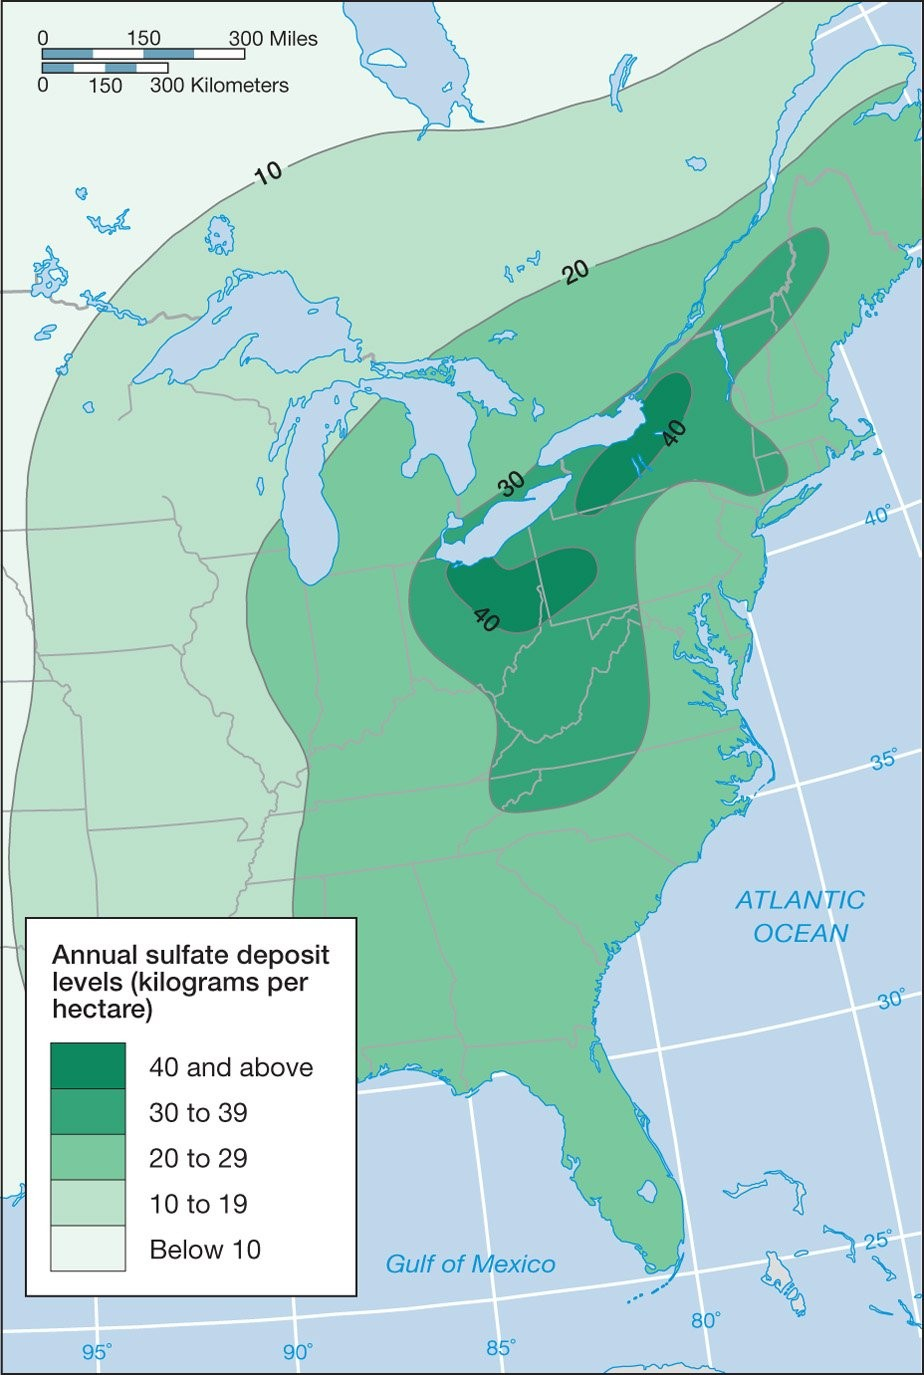 0 150 300 Miles
0 150 300 Kilometers
10
20
40
30
40
40°
35°
ATLANTIC
OCEAN
30°
25°
Gulf of Mexico
80°
85°
90°
95°
Annual sulfate deposit
levels (kilograms per
hectare)
40 and above
30 to 39
20 to 29
10 to 19
Below 10